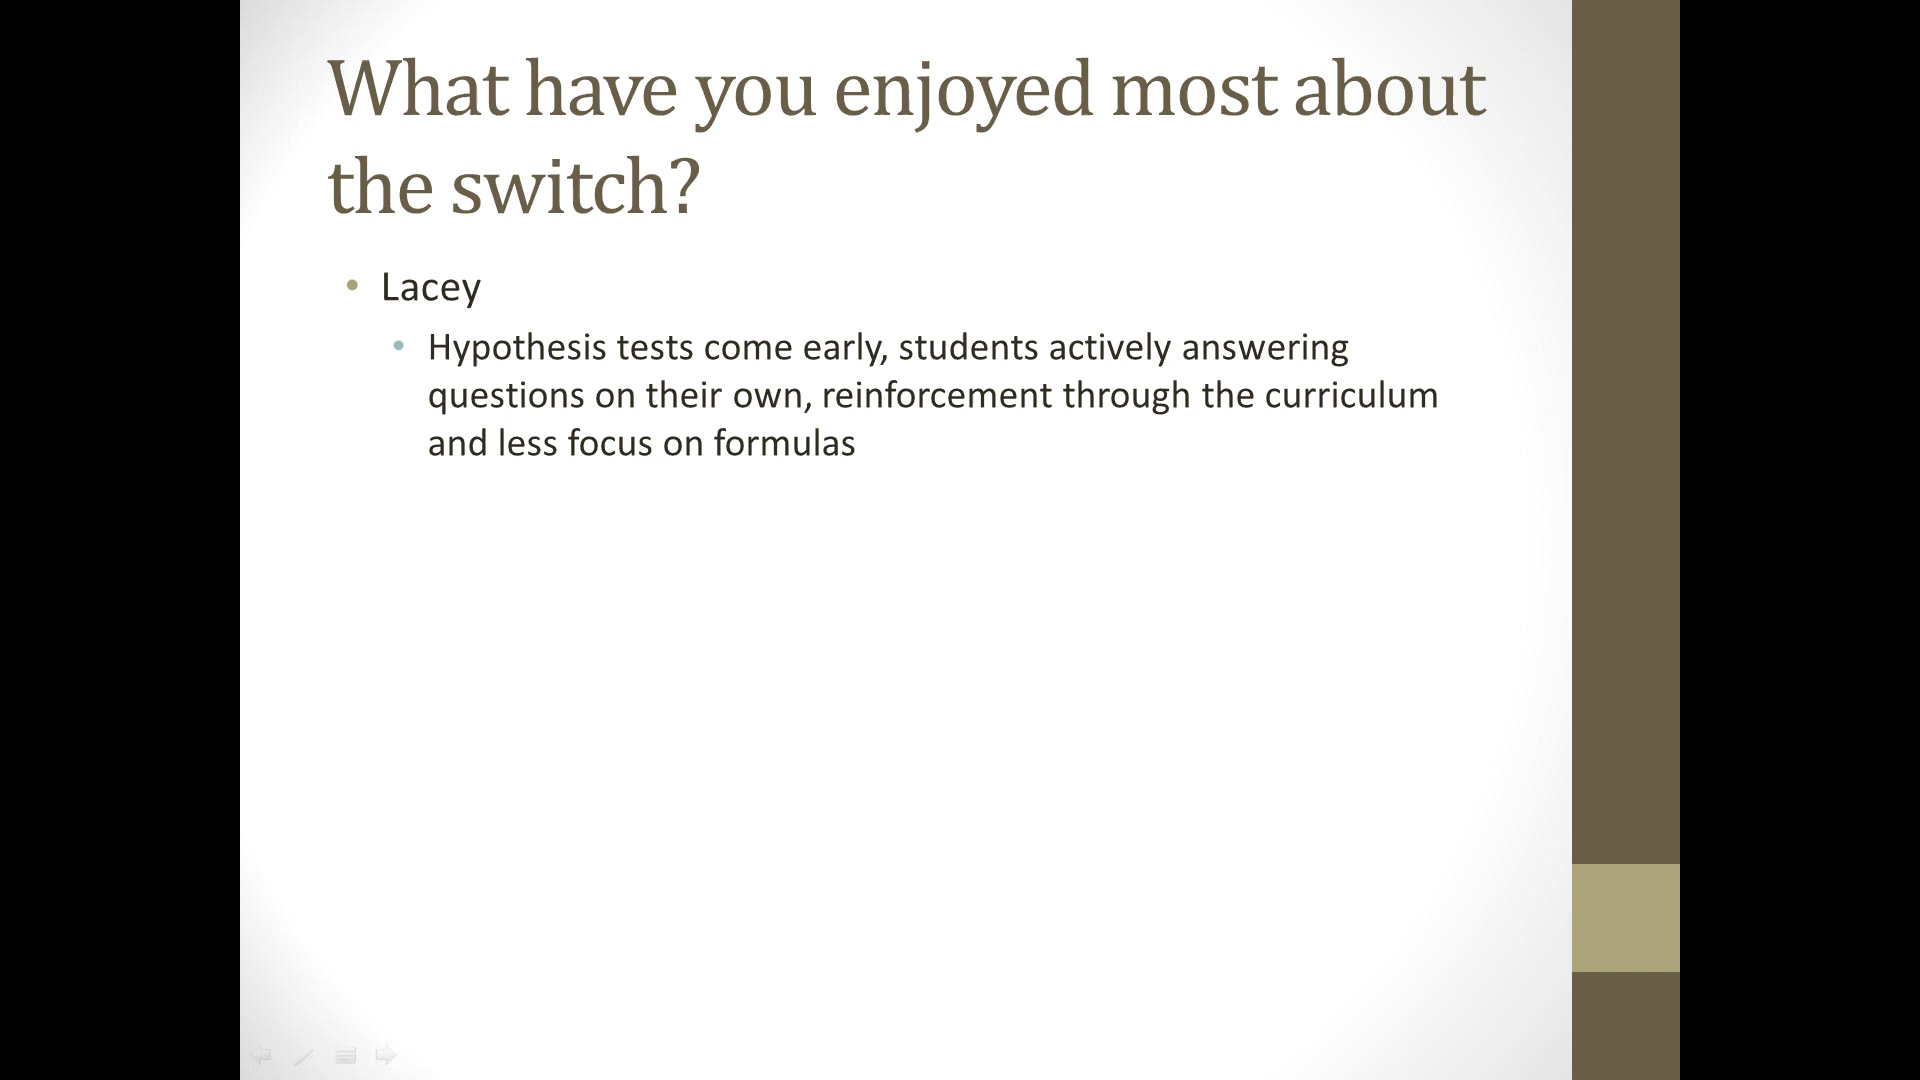 What have you enjoyed most about
the switch?
• Lacey
• Hypothesis tests come early, students actively answering
questions on their own, reinforcement through the curriculum
and less focus on formulas